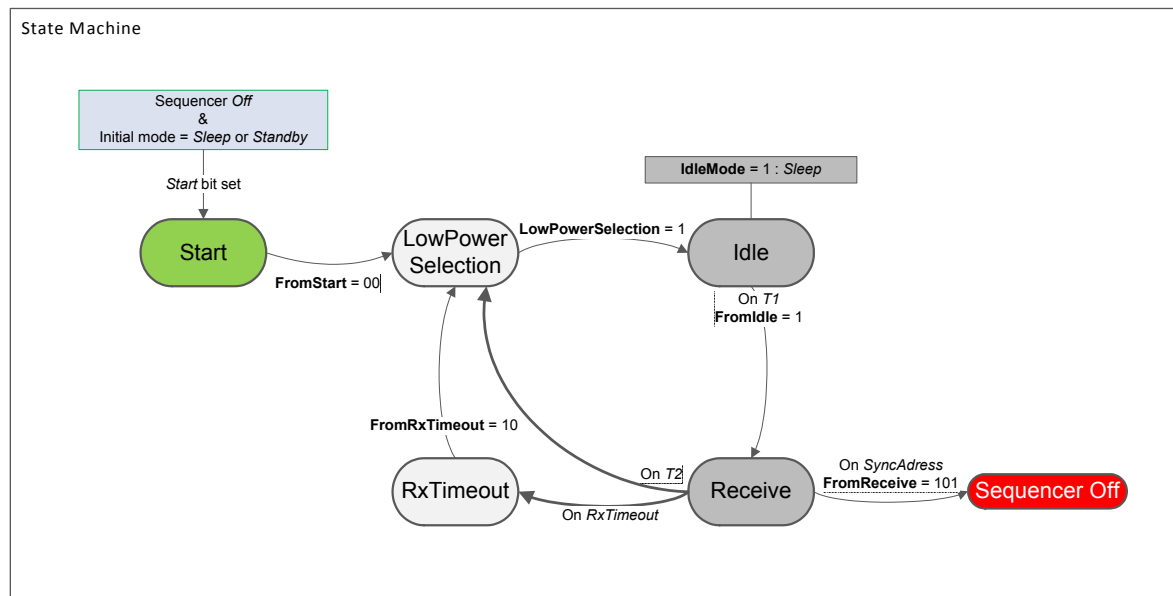 State Machine
Sequencer Off
&
Initial mode = Sleep or Standby
IdleMode = 1 : Sleep
Start bit set
Start
LowPower
Selection
LowPowerSelection = 1
Idle
FromStart = 00
On T1
FromIdle = 1
FromRxTimeout = 10
On T2
On SyncAdress
FromReceive = 101
RxTimeout
Receive
Sequencer Off
On RxTimeout